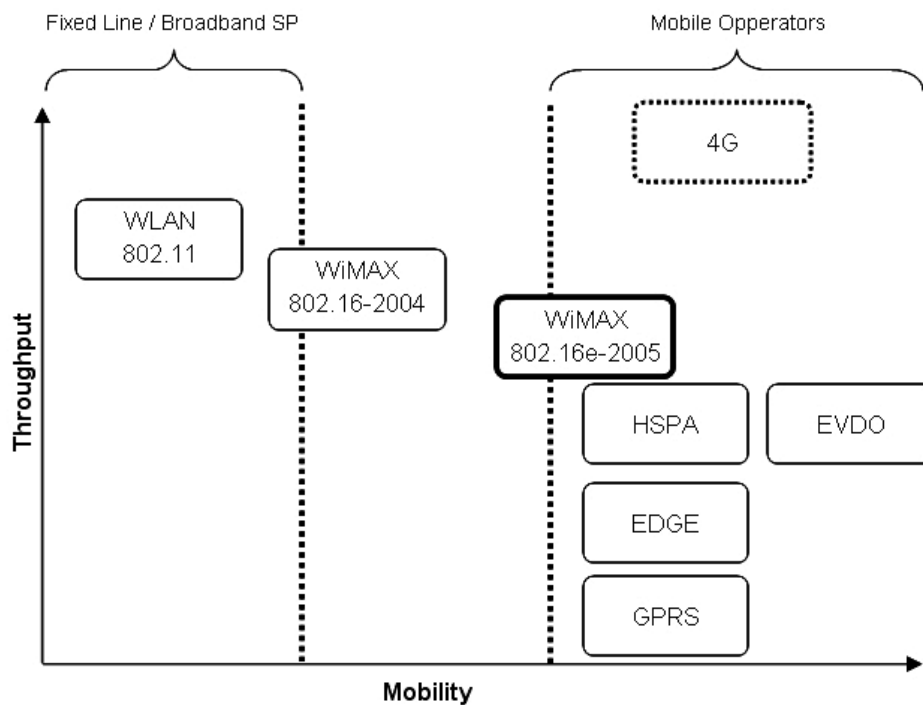 Fixed Line / Broadband SP
Mobile Opperators
4G
WLAN
802.11
WiMAX
802.16-2004
WiMAX
802.16e-2005
HSPA
EVDO
EDGE
GPRS
Throughput
Mobility